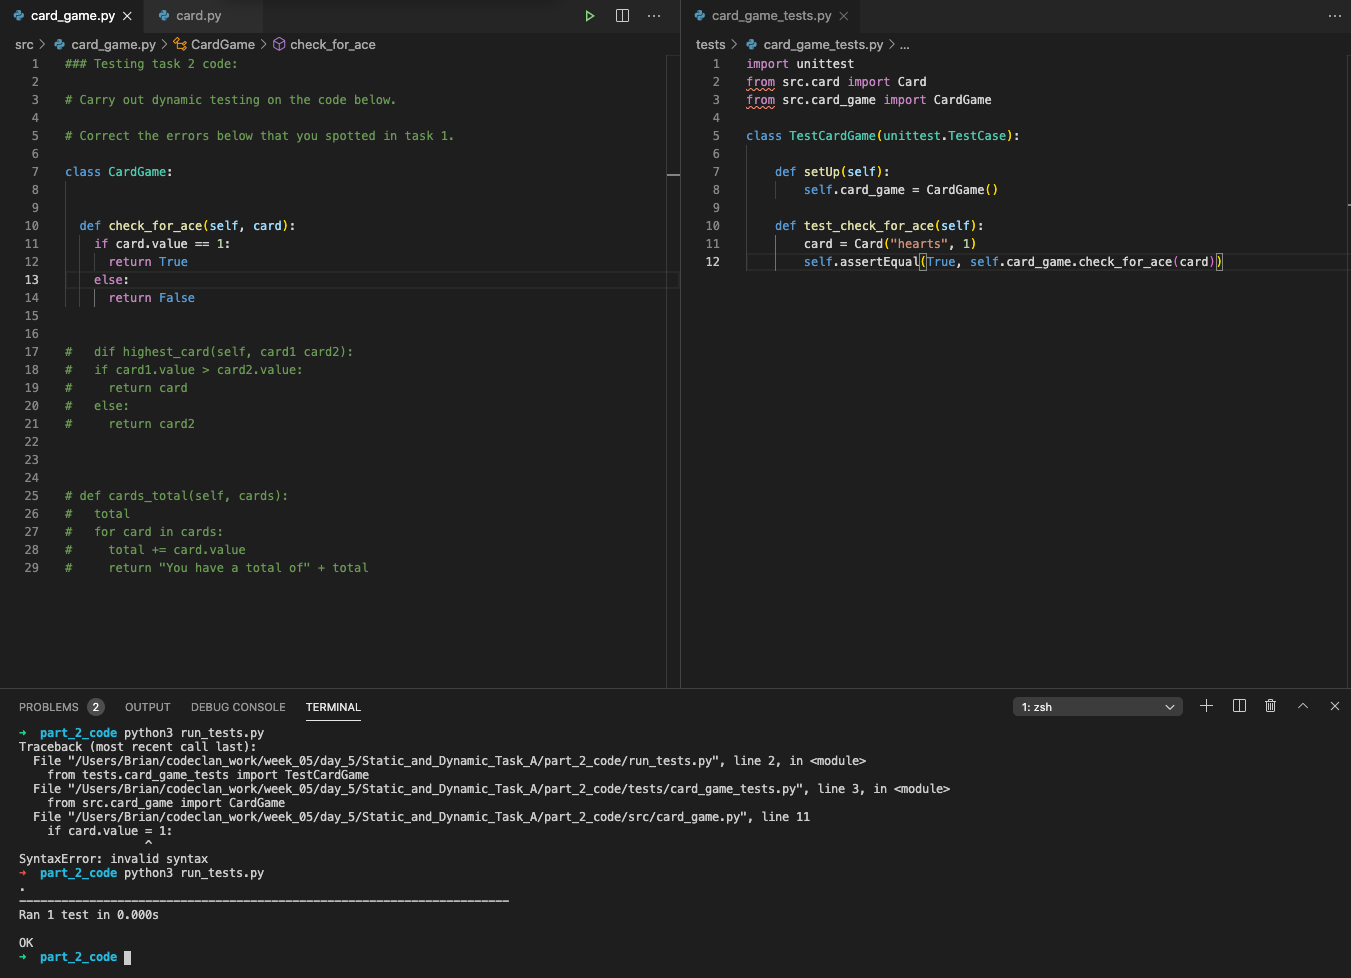 card_game.py
card.py
src > card_game.py > CardGame > check_for_ace
1 ### Testing task 2 code:
2
3 # Carry out dynamic testing on the code below.
4
5 # Correct the errors below that you spotted in task 1.
6
7 class CardGame:
8
9
10   def check_for_ace(self, card):
11     if card.value == 1:
12       return True
13     else:
14       return False
15
16
17 #   dif highest_card(self, card1 card2):
18 #   if card1.value > card2.value:
19 #     return card
20 #   else:
21 #     return card2
22
23
24
25 # def cards_total(self, cards):
26 #   total
27 #   for card in cards:
28 #     total += card.value
29 #     return "You have a total of" + total
card_game_tests.py
tests > card_game_tests.py > ...
1 import unittest
2 from src.card import Card
3 from src.card_game import CardGame
4
5 class TestCardGame(unittest.TestCase):
6
7     def setUp(self):
8         self.card_game = CardGame()
9
10     def test_check_for_ace(self):
11         card = Card("hearts", 1)
12         self.assertEqual(True, self.card_game.check_for_ace(card))
PROBLEMS 2 OUTPUT DEBUG CONSOLE TERMINAL
1: zsh
→ part_2_code python3 run_tests.py
Traceback (most recent call last):
  File "/Users/Brian/codeclan_work/week_05/day_5/Static_and_Dynamic_Task_A/part_2_code/run_tests.py", line 2, in <module>
    from tests.card_game_tests import TestCardGame
  File "/Users/Brian/codeclan_work/week_05/day_5/Static_and_Dynamic_Task_A/part_2_code/tests/card_game_tests.py", line 3, in <module>
    from src.card_game import CardGame
  File "/Users/Brian/codeclan_work/week_05/day_5/Static_and_Dynamic_Task_A/part_2_code/src/card_game.py", line 11
    if card.value = 1:
                  ^
SyntaxError: invalid syntax
→ part_2_code python3 run_tests.py
.
----------------------------------------------------------------------
Ran 1 test in 0.000s

OK
→ part_2_code